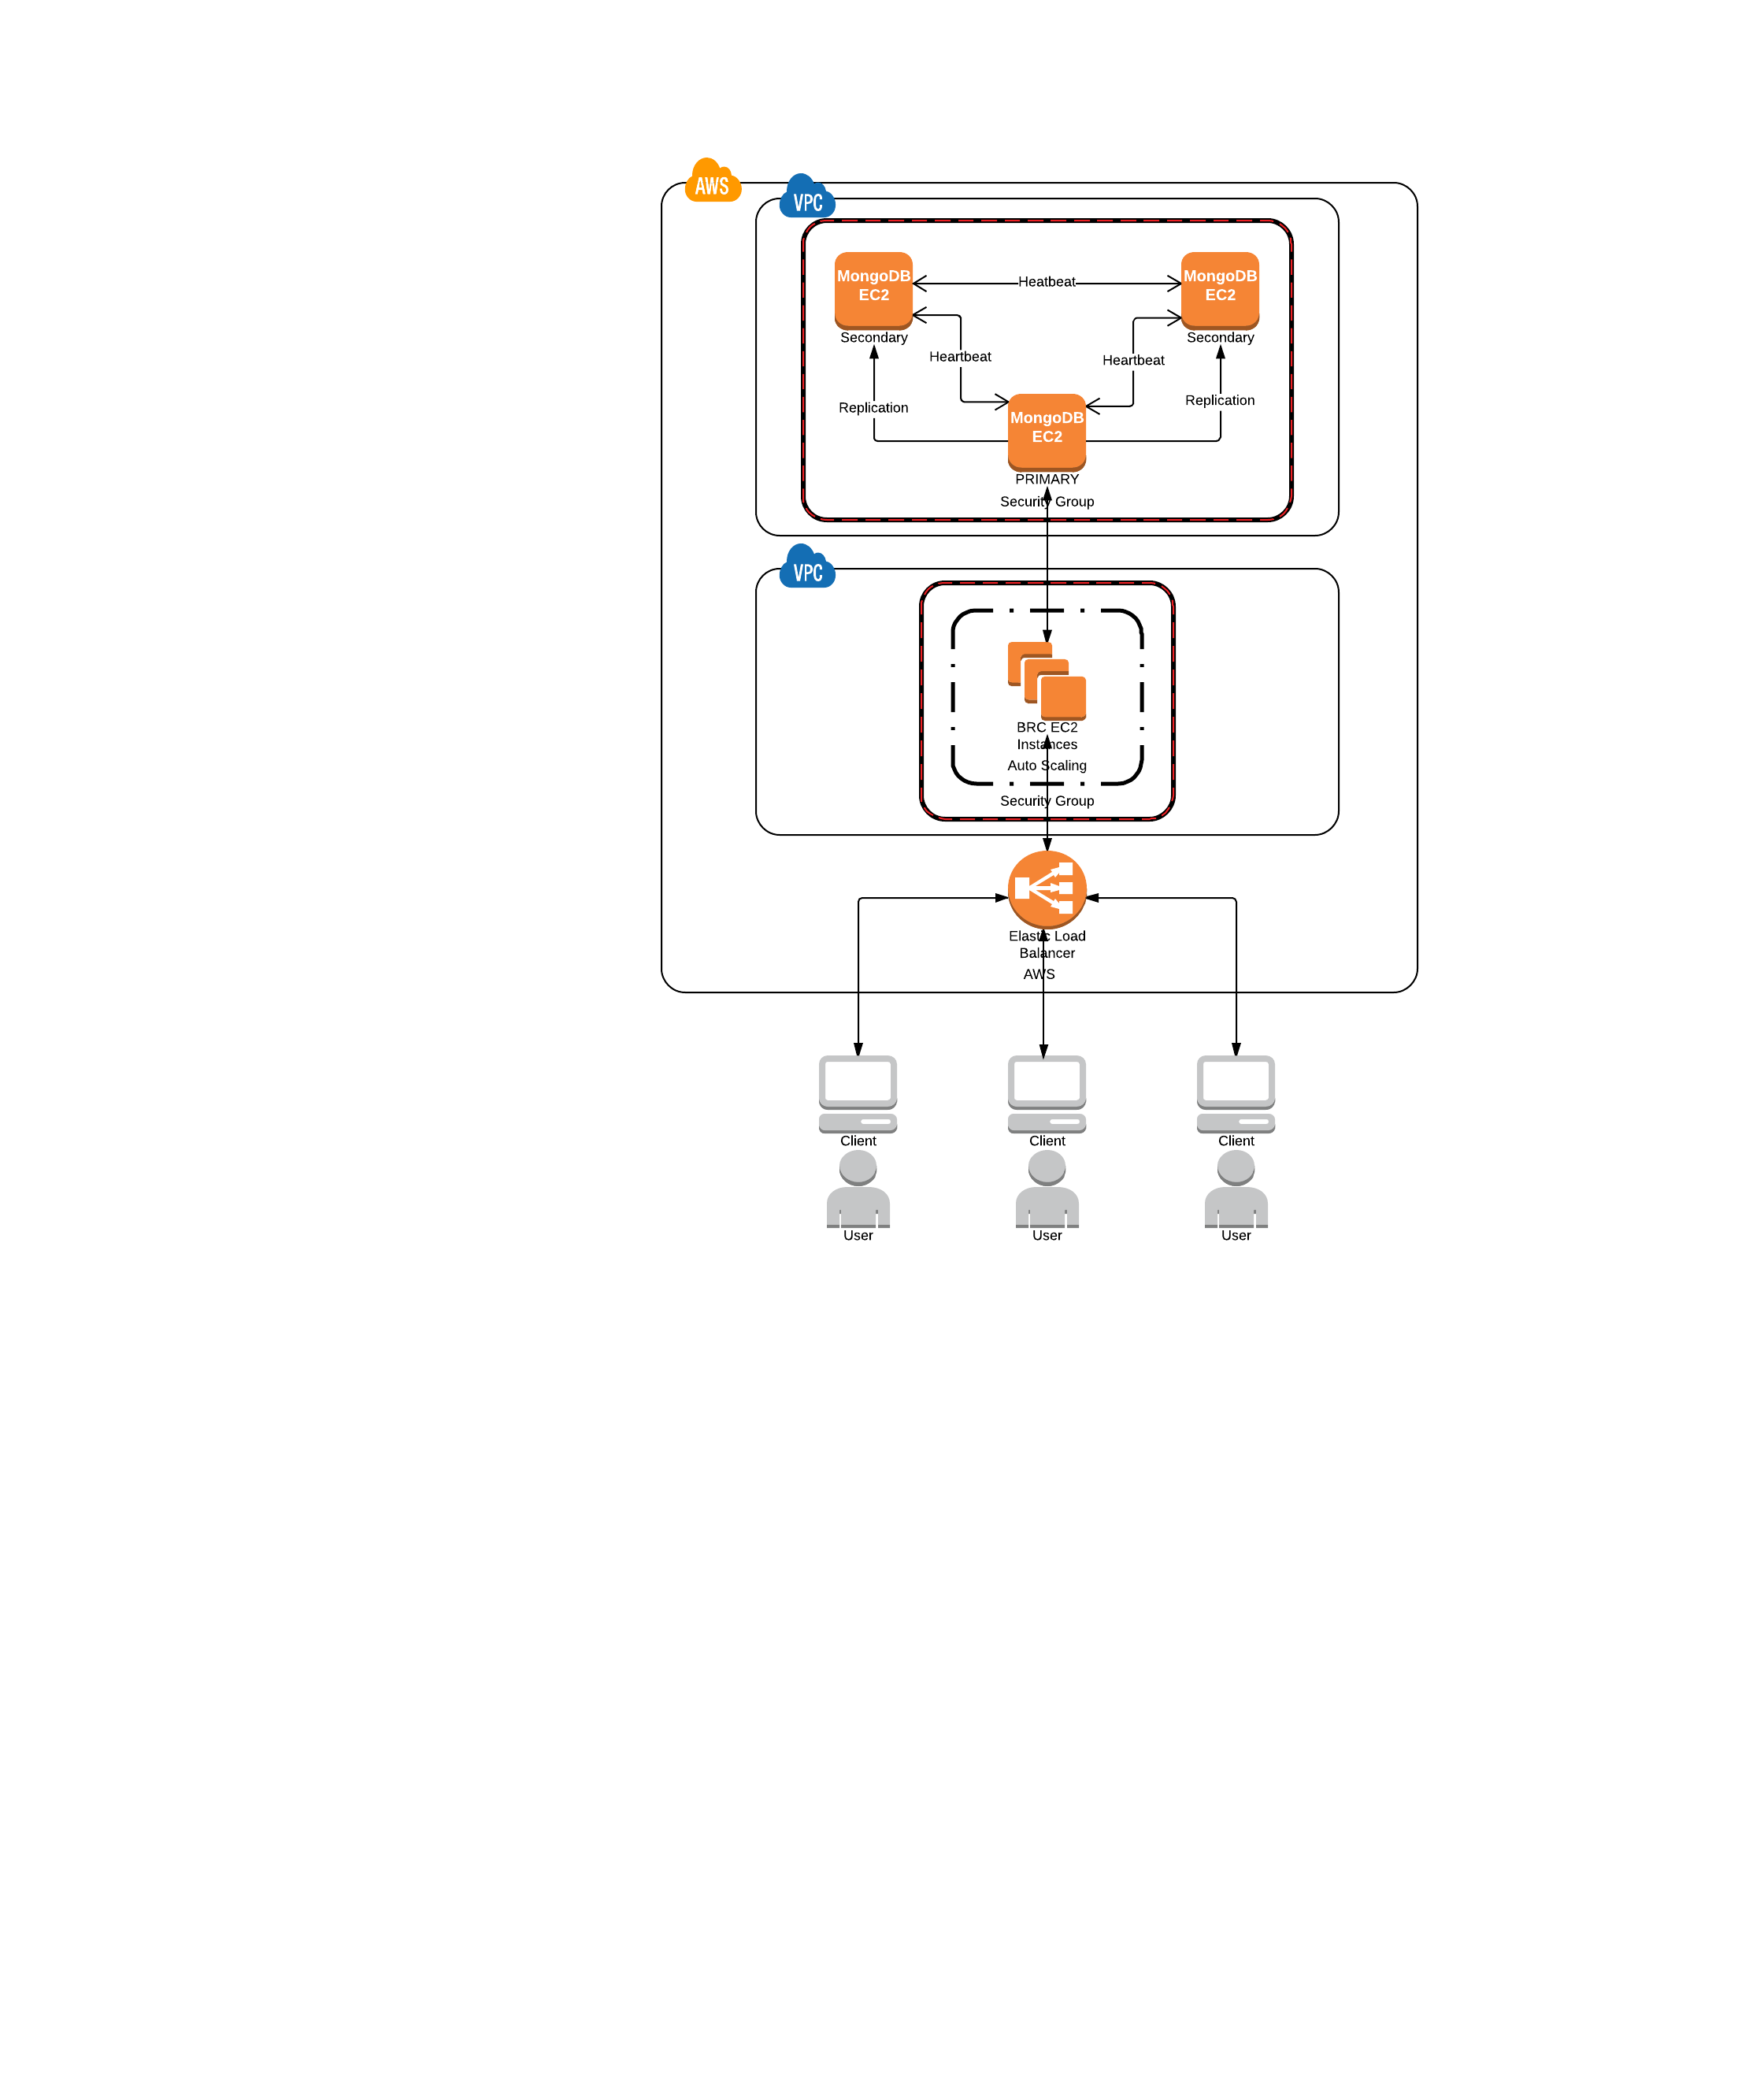 AWS
VPC
MongoDB
EC2
Heatbeat
MongoDB
EC2
Secondary
Secondary
Heartbeat
Heartbeat
Replication
Replication
MongoDB
EC2
PRIMARY
Security Group
VPC
BRC EC2
Instances
Auto Scaling
Security Group
Elastic Load
Balancer
AWS
Client
Client
Client
User
User
User